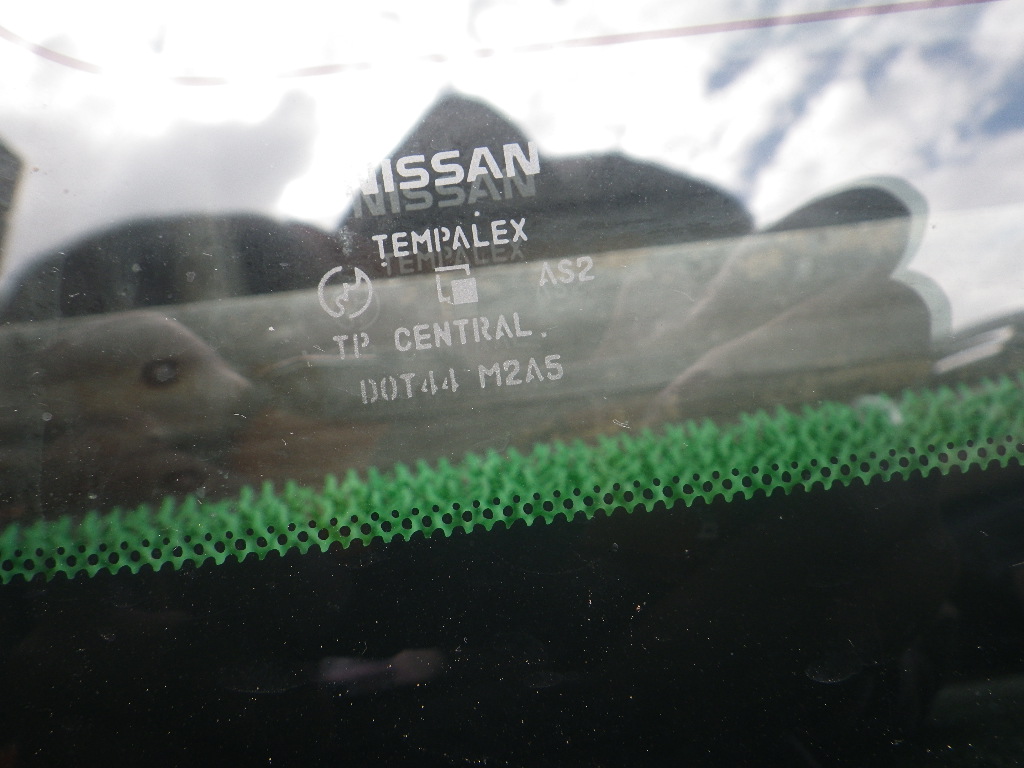 NISSAN
TEMPALEX
AS2
TP CENTRAL.
DOT44 M2A5